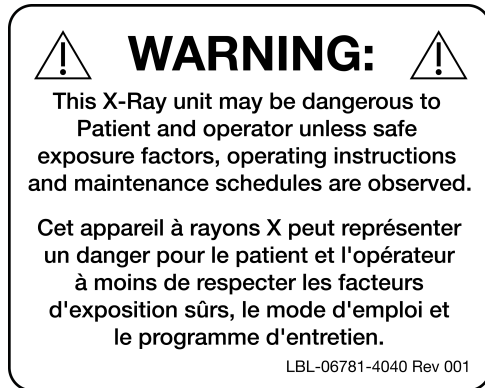 WARNING:
This X-Ray unit may be dangerous to
Patient and operator unless safe
exposure factors, operating instructions
and maintenance schedules are observed.
Cet appareil à rayons X peut représenter
un danger pour le patient et l'opérateur
à moins de respecter les facteurs
d'exposition sûrs, le mode d'emploi et
le programme d'entretien.
LBL-06781-4040 Rev 001